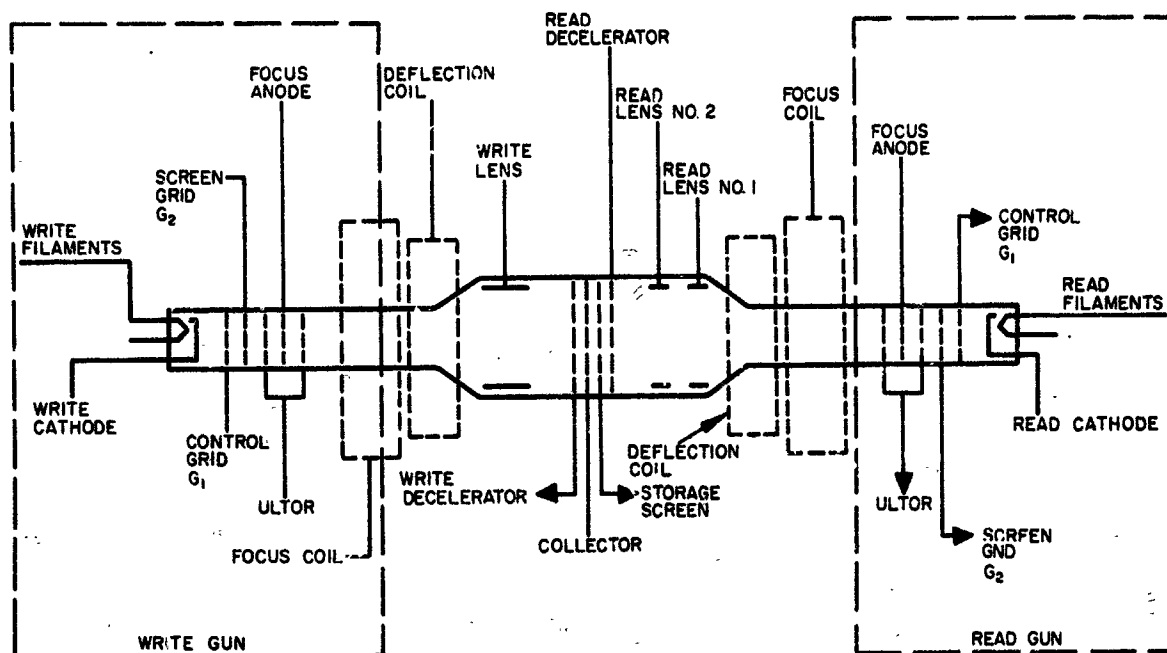 READ
DECELERATOR
FOCUS
ANODE
DEFLECTION
COIL
READ
LENS NO. 2
FOCUS
COIL
FOCUS
ANODE
WRITE
LENS
READ
LENS NO. 1
SCREEN
GRID
G2
CONTROL
GRID
G1
WRITE
FILAMENTS
READ
FILAMENTS
WRITE
CATHODE
READ CATHODE
CONTROL
GRID
G1
DEFLECTION
COIL
WRITE
DECELERATOR
STORAGE
SCREEN
ULTOR
ULTOR
COLLECTOR
FOCUS COIL
SCRFEN
GND
G2
WRITE GUN
READ GUN